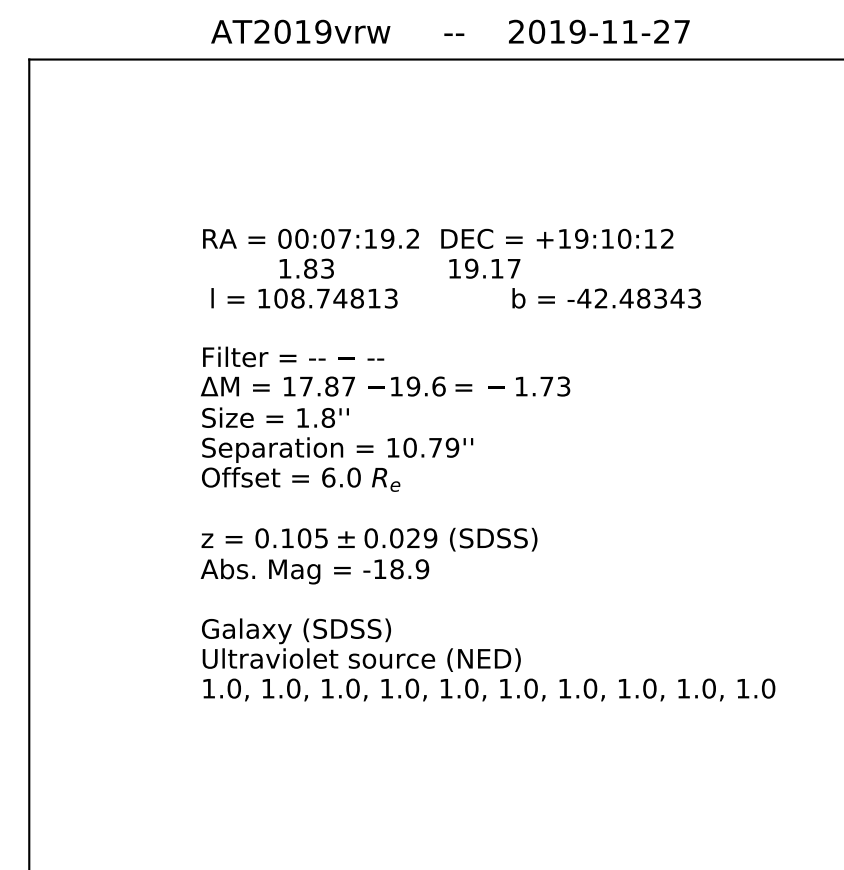 AT2019vrw -- 2019-11-27
RA = 00:07:19.2 DEC = +19:10:12
1.83 19.17
l = 108.74813 b = -42.48343
Filter = -- − --
ΔM = 17.87 −19.6 = − 1.73
Size = 1.8''
Separation = 10.79''
Offset = 6.0 Rₑ
z = 0.105 ± 0.029 (SDSS)
Abs. Mag = -18.9
Galaxy (SDSS)
Ultraviolet source (NED)
1.0, 1.0, 1.0, 1.0, 1.0, 1.0, 1.0, 1.0, 1.0, 1.0